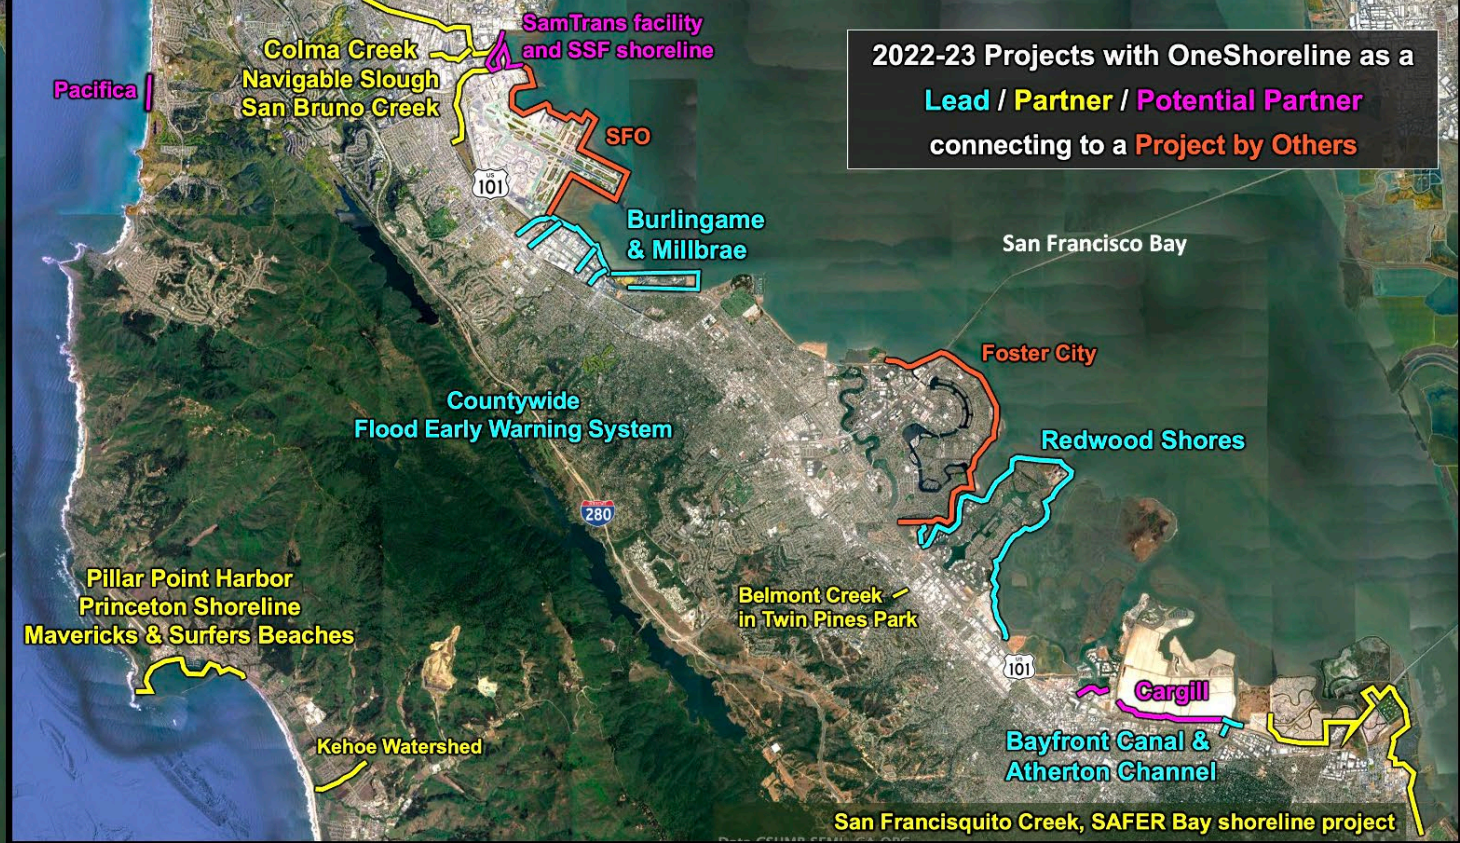 2022-23 Projects with OneShoreline as a
Lead / Partner / Potential Partner
connecting to a Project by Others
SamTrans facility
and SSF shoreline
Colma Creek
Navigable Slough
San Bruno Creek
Pacifica
SFO
US
101
Burlingame
& Millbrae
San Francisco Bay
Foster City
Countywide
Flood Early Warning System
Redwood Shores
280
Pillar Point Harbor
Princeton Shoreline
Mavericks & Surfers Beaches
Belmont Creek
in Twin Pines Park
US
101
Cargill
Kehoe Watershed
Bayfront Canal &
Atherton Channel
San Francisquito Creek, SAFER Bay shoreline project